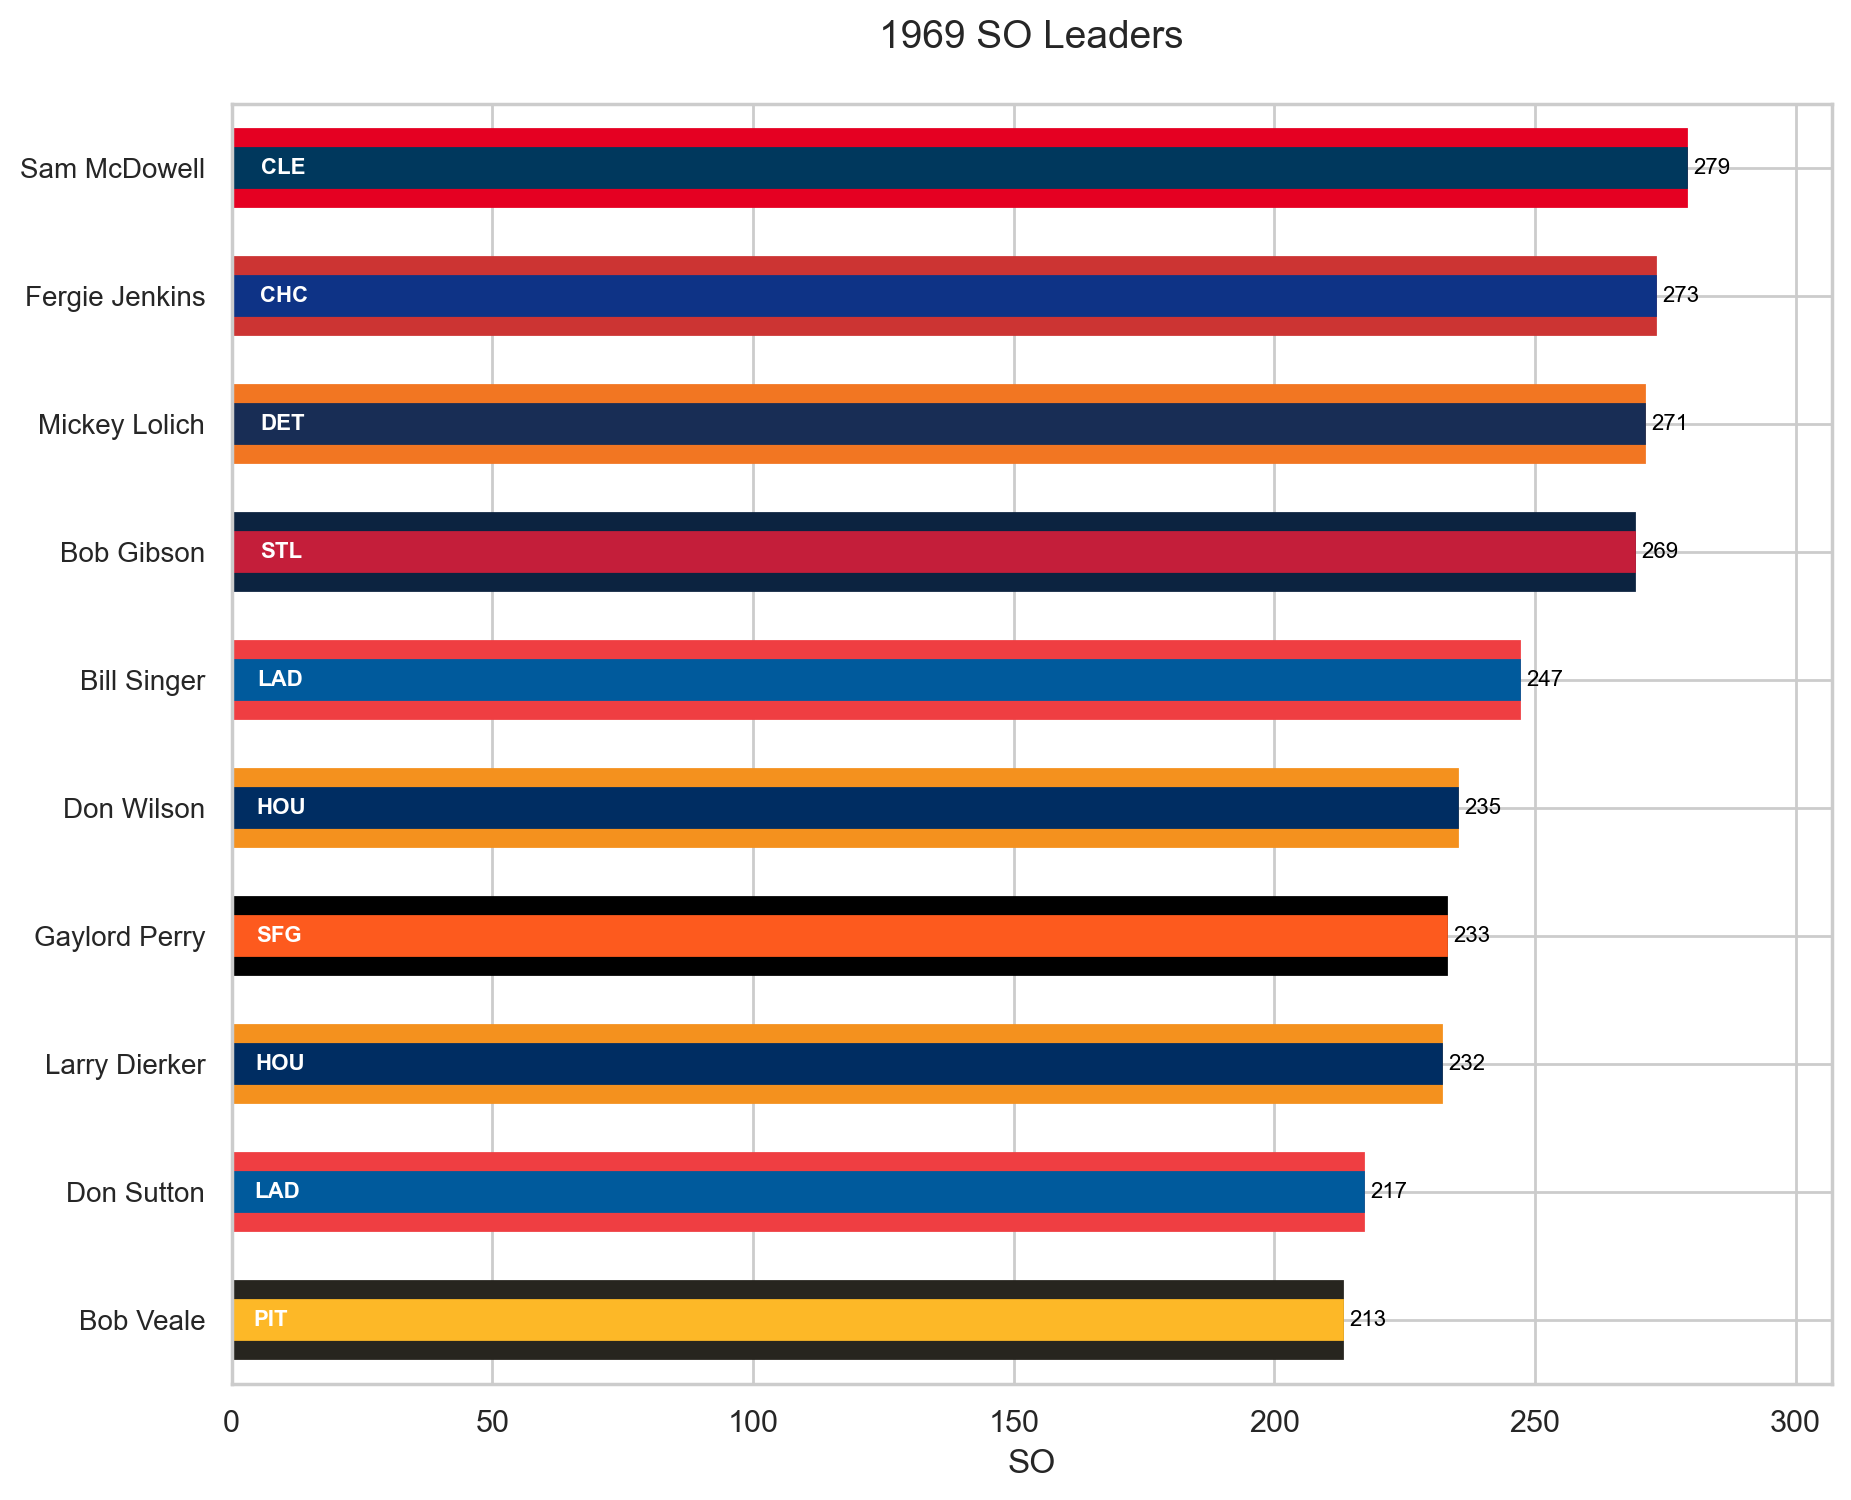 1969 SO Leaders
Sam McDowell CLE 279
Fergie Jenkins CHC 273
Mickey Lolich DET 271
Bob Gibson STL 269
Bill Singer LAD 247
Don Wilson HOU 235
Gaylord Perry SFG 233
Larry Dierker HOU 232
Don Sutton LAD 217
Bob Veale PIT 213
0 50 100 150 200 250 300
SO